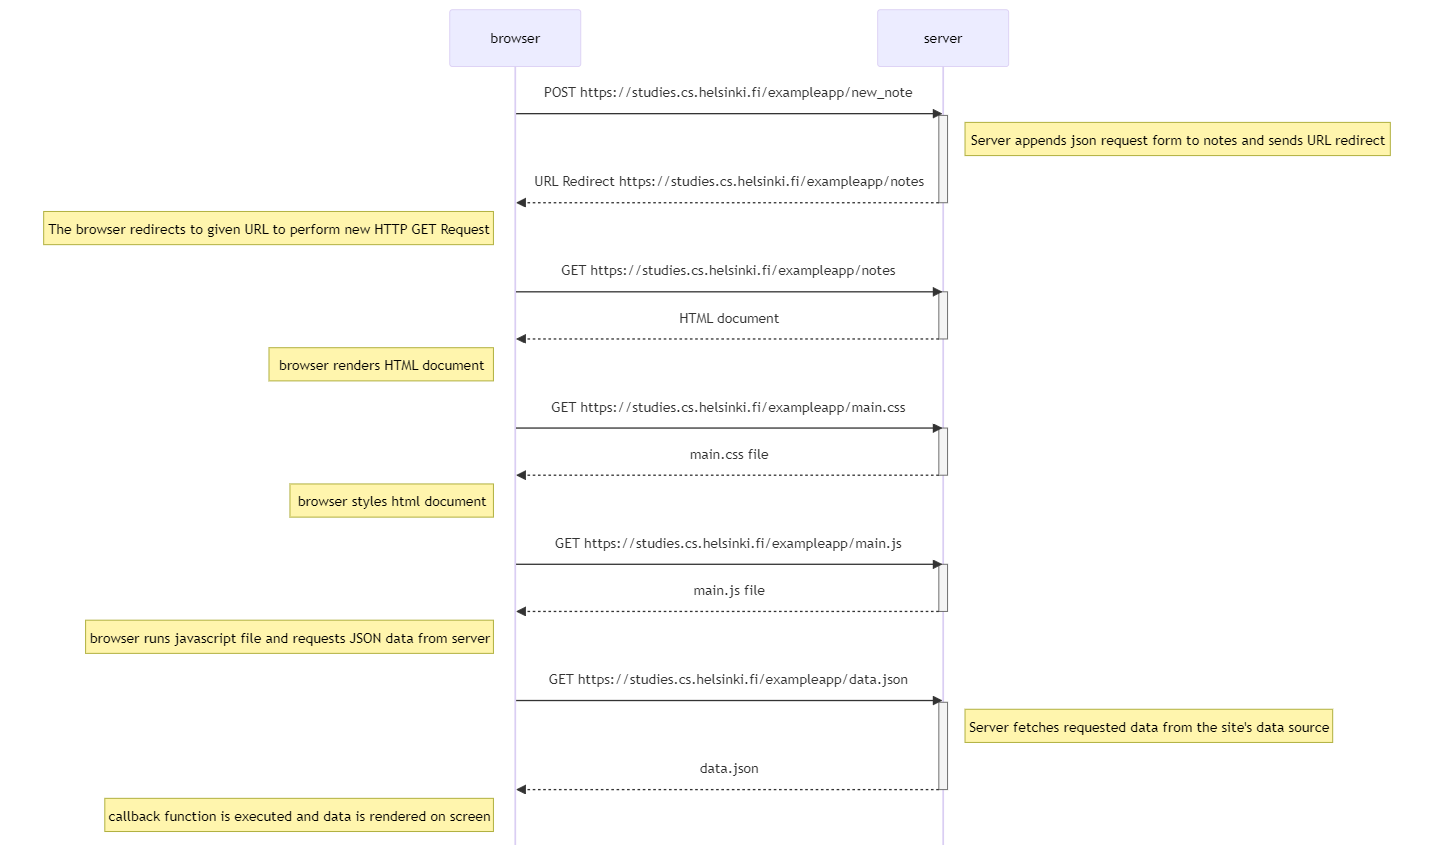 browser
server
POST https://studies.cs.helsinki.fi/exampleapp/new_note
Server appends json request form to notes and sends URL redirect
URL Redirect https://studies.cs.helsinki.fi/exampleapp/notes
The browser redirects to given URL to perform new HTTP GET Request
GET https://studies.cs.helsinki.fi/exampleapp/notes
HTML document
browser renders HTML document
GET https://studies.cs.helsinki.fi/exampleapp/main.css
main.css file
browser styles html document
GET https://studies.cs.helsinki.fi/exampleapp/main.js
main.js file
browser runs javascript file and requests JSON data from server
GET https://studies.cs.helsinki.fi/exampleapp/data.json
Server fetches requested data from the site's data source
data.json
callback function is executed and data is rendered on screen